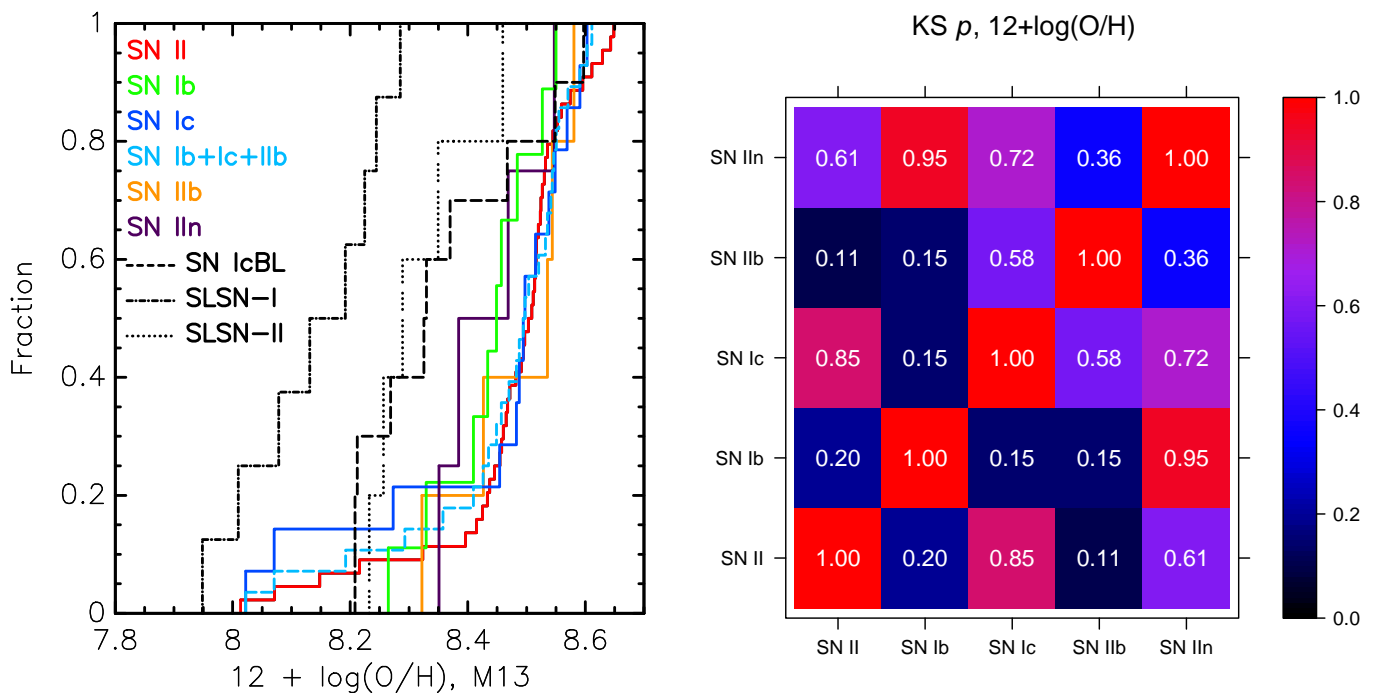 KS p, 12+log(O/H)
1
0.8
0.6
0.4
0.2
0
Fraction
SN II
SN Ib
SN Ic
SN Ib+Ic+IIb
SN IIb
SN IIn
SN IcBL
SLSN-I
SLSN-II
7.8 8 8.2 8.4 8.6
12 + log(O/H), M13
SN IIn 0.61 0.95 0.72 0.36 1.00
SN IIb 0.11 0.15 0.58 1.00 0.36
SN Ic 0.85 0.15 1.00 0.58 0.72
SN Ib 0.20 1.00 0.15 0.15 0.95
SN II 1.00 0.20 0.85 0.11 0.61
SN II SN Ib SN Ic SN IIb SN IIn
1.0
0.8
0.6
0.4
0.2
0.0